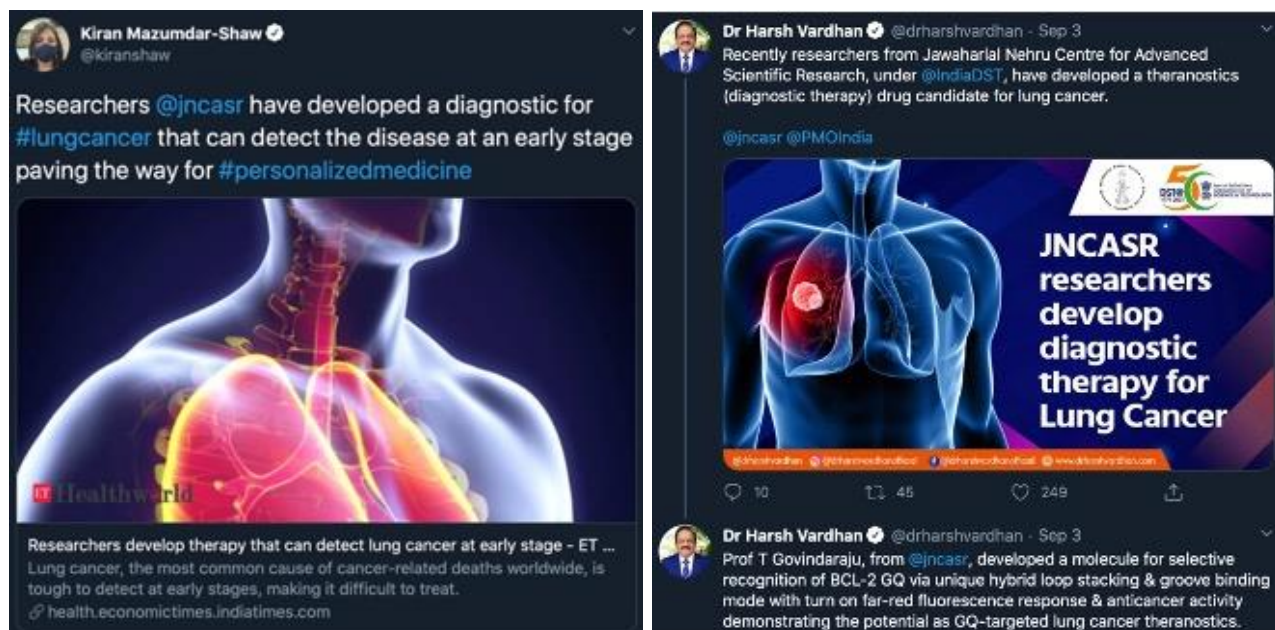 Kiran Mazumdar-Shaw
@kiranshaw
Researchers @jncasr have developed a diagnostic for
#lungcancer that can detect the disease at an early stage
paving the way for #personalizedmedicine
ET Healthworld
Researchers develop therapy that can detect lung cancer at early stage - ET ...
Lung cancer, the most common cause of cancer-related deaths worldwide, is
tough to detect at early stages, making it difficult to treat.
health.economictimes.indiatimes.com
Dr Harsh Vardhan @drharshvardhan · Sep 3
Recently researchers from Jawaharlal Nehru Centre for Advanced
Scientific Research, under @IndiaDST, have developed a theranostics
(diagnostic therapy) drug candidate for lung cancer.
@jncasr @PMOIndia
JNCASR
researchers
develop
diagnostic
therapy for
Lung Cancer
@drharshvardhan @drharshvardhanofficial @drharshvardhanofficial www.drharshvardhan.com
10 45 249
Dr Harsh Vardhan @drharshvardhan · Sep 3
Prof T Govindaraju, from @jncasr, developed a molecule for selective
recognition of BCL-2 GQ via unique hybrid loop stacking & groove binding
mode with turn on far-red fluorescence response & anticancer activity
demonstrating the potential as GQ-targeted lung cancer theranostics.